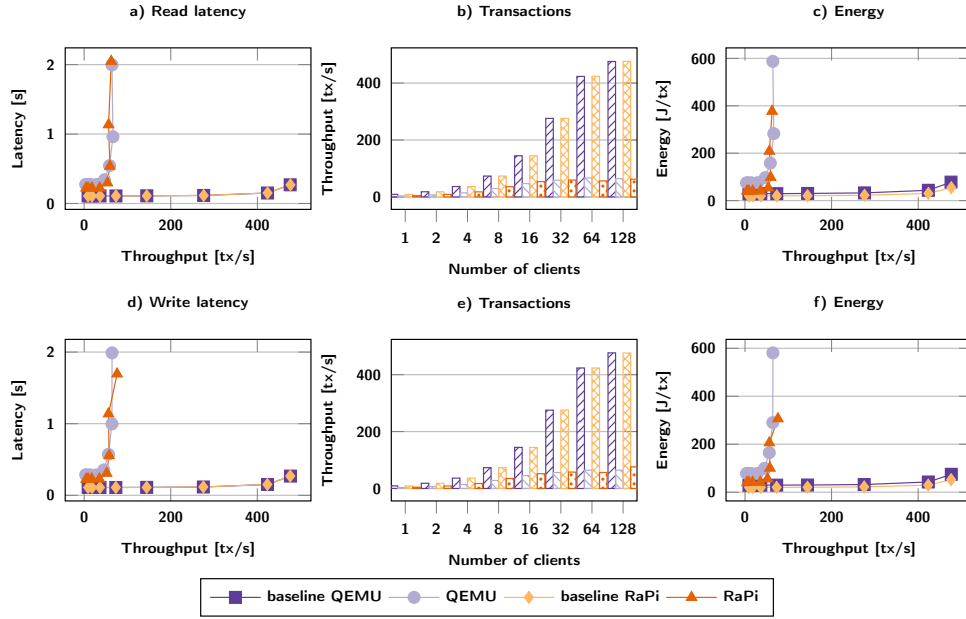 a) Read latency
b) Transactions
c) Energy
Latency [s]
2
1
0
0
200
400
Throughput [tx/s]
Throughput [tx/s]
400
200
0
1 2 4 8 16 32 64 128
Number of clients
Energy [J/tx]
600
400
200
0
0
200
400
Throughput [tx/s]
d) Write latency
e) Transactions
f) Energy
Latency [s]
2
1
0
0
200
400
Throughput [tx/s]
Throughput [tx/s]
400
200
0
1 2 4 8 16 32 64 128
Number of clients
Energy [J/tx]
600
400
200
0
0
200
400
Throughput [tx/s]
baseline QEMU QEMU baseline RaPi RaPi